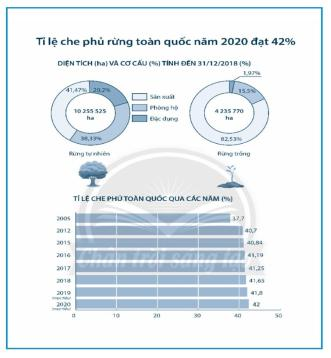 Tỉ lệ che phủ rừng toàn quốc năm 2020 đạt 42%
DIỆN TÍCH (ha) VÀ CƠ CẤU (%) TÍNH ĐẾN 31/12/2018 (%)
41,47%
20,2%
10 255 525
ha
38,33%
Rừng tự nhiên
Sản xuất
Phòng hộ
Đặc dụng
1,97%
15,5%
4 235 770
ha
82,53%
Rừng trồng
TỈ LỆ CHE PHỦ TOÀN QUỐC QUA CÁC NĂM (%)
2005 37,7
2012 40,7
2015 40,84
2016 41,19
2017 41,25
2018 41,65
2019 41,8
2020 42
0 10 20 30 40 50
Chân trời sáng tạo